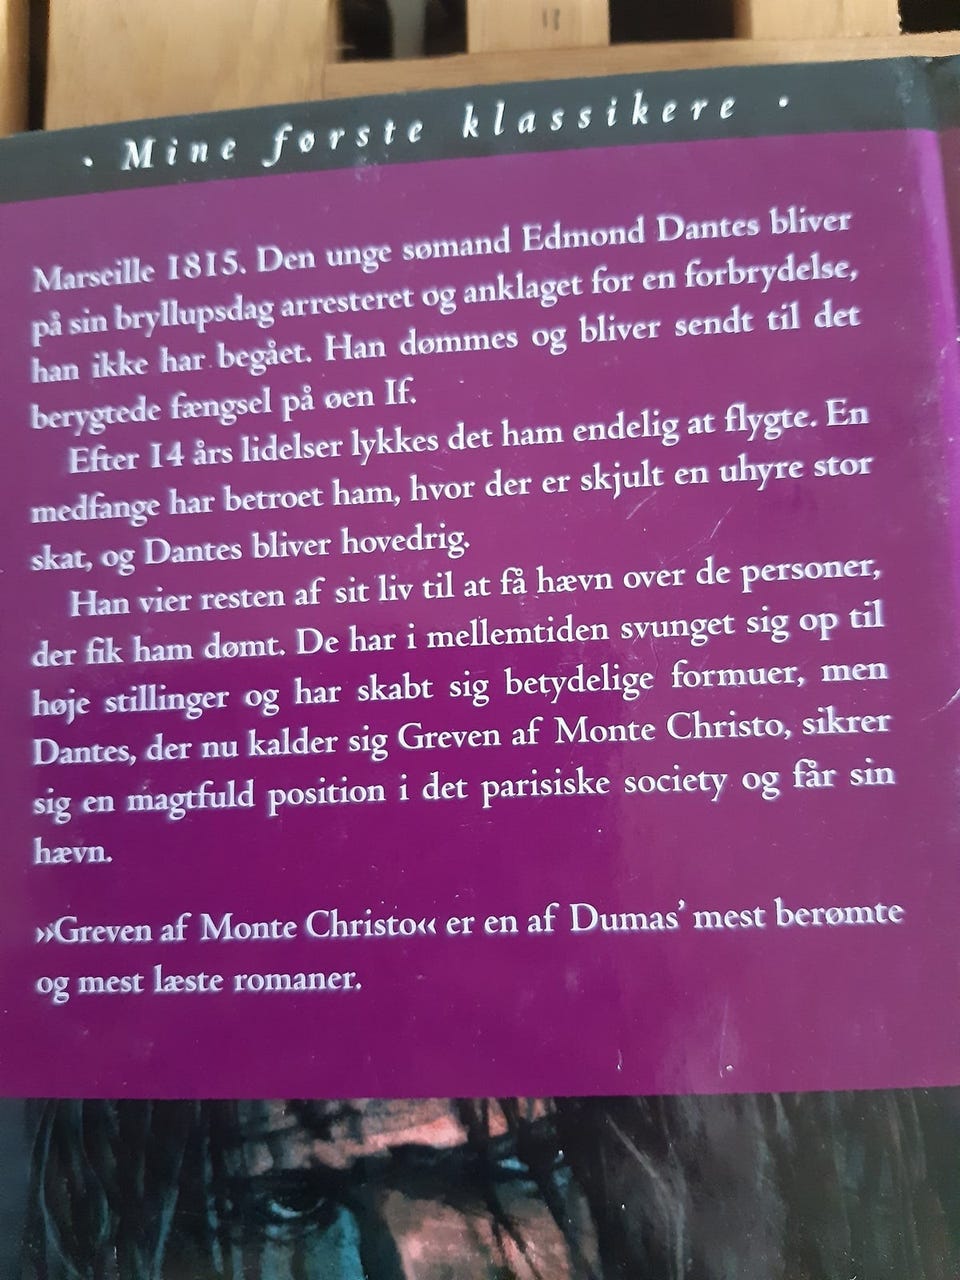 · Mine første klassikere ·
Marseille 1815. Den unge sømand Edmond Dantes bliver
på sin bryllupsdag arresteret og anklaget for en forbrydelse,
han ikke har begået. Han dømmes og bliver sendt til det
berygtede fængsel på øen If.
Efter 14 års lidelser lykkes det ham endelig at flygte. En
medfange har betroet ham, hvor der er skjult en uhyre stor
skat, og Dantes bliver hovedrig.
Han vier resten af sit liv til at få hævn over de personer,
der fik ham dømt. De har i mellemtiden svunget sig op til
høje stillinger og har skabt sig betydelige formuer, men
Dantes, der nu kalder sig Greven af Monte Christo, sikrer
sig en magtfuld position i det parisiske society og får sin
hævn.
»Greven af Monte Christo« er en af Dumas’ mest berømte
og mest læste romaner.